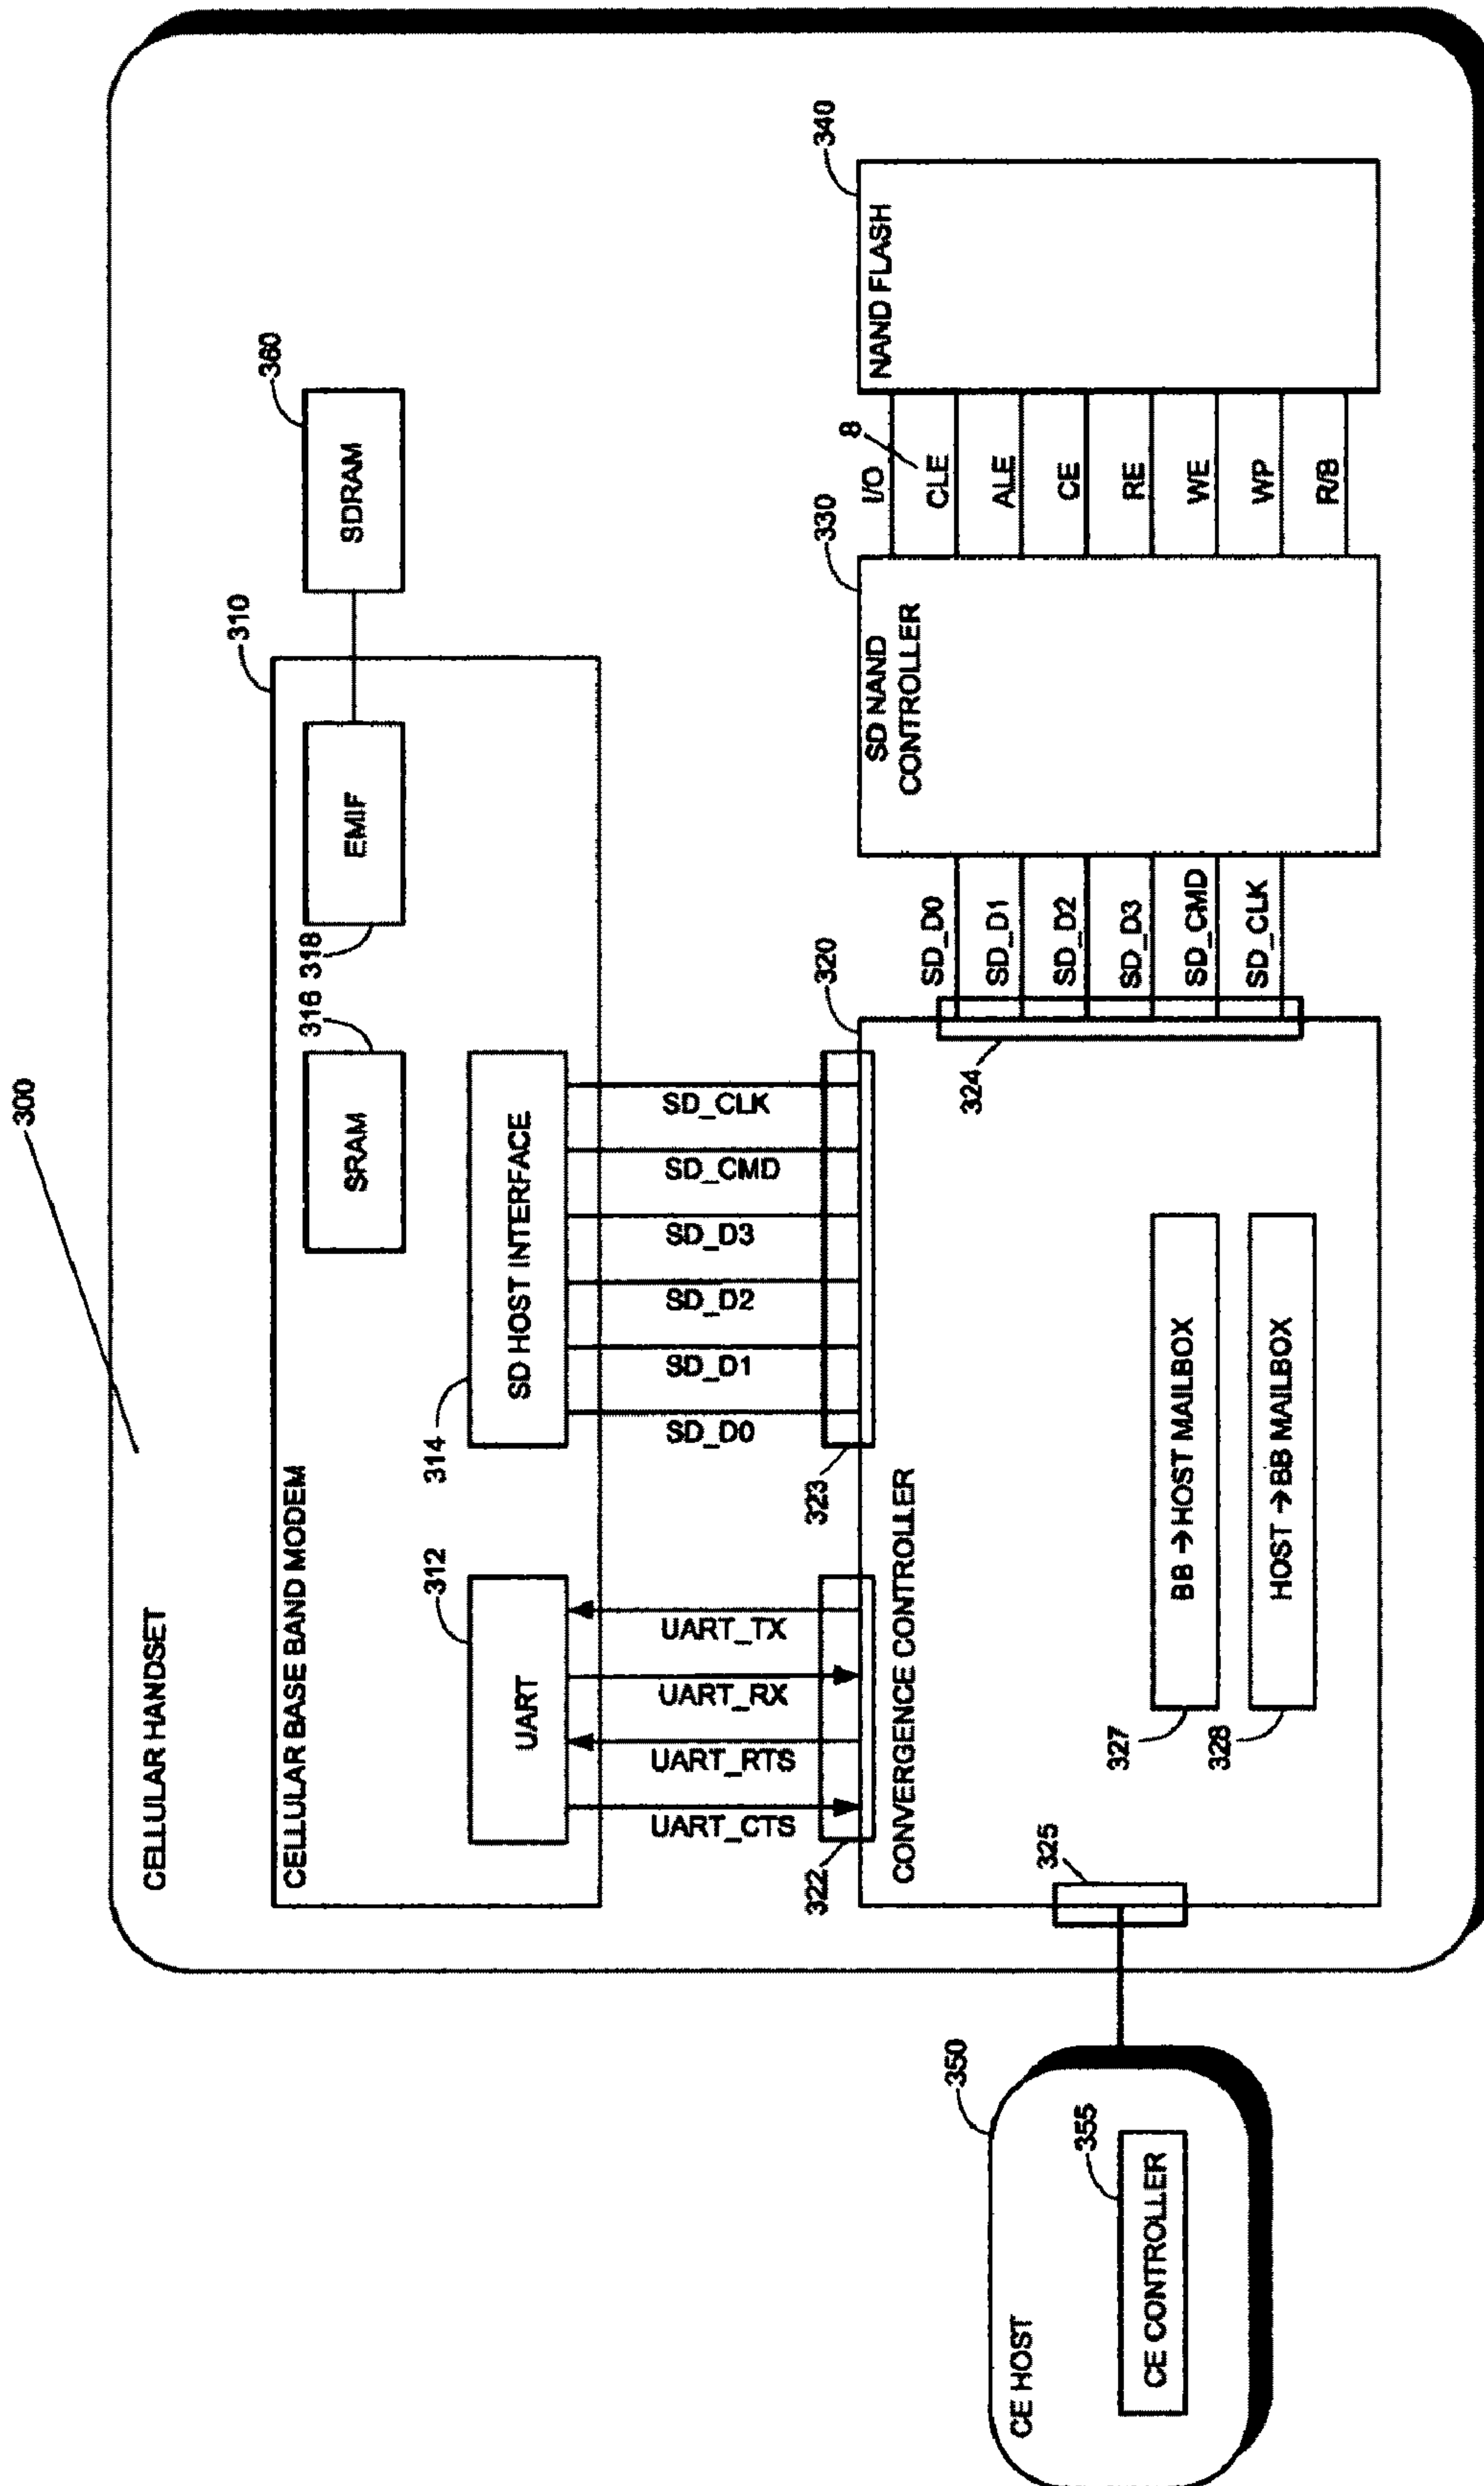 300
CELLULAR HANDSET
CELLULAR BASE BAND MODEM
310
316
318
360
SRAM
EMIF
SDRAM
312
314
UART
SD HOST INTERFACE
UART_CTS
UART_RTS
UART_RX
UART_TX
SD_D0
SD_D1
SD_D2
SD_D3
SD_CMD
SD_CLK
322
323
320
330
340
CONVERGENCE CONTROLLER
SD NAND
CONTROLLER
NAND FLASH
SD_D0
SD_D1
SD_D2
SD_D3
SD_CMD
SD_CLK
324
8
I/O
CLE
ALE
CE
RE
WE
WP
R/B
325
327
BB → HOST MAILBOX
328
HOST → BB MAILBOX
350
CE HOST
355
CE CONTROLLER